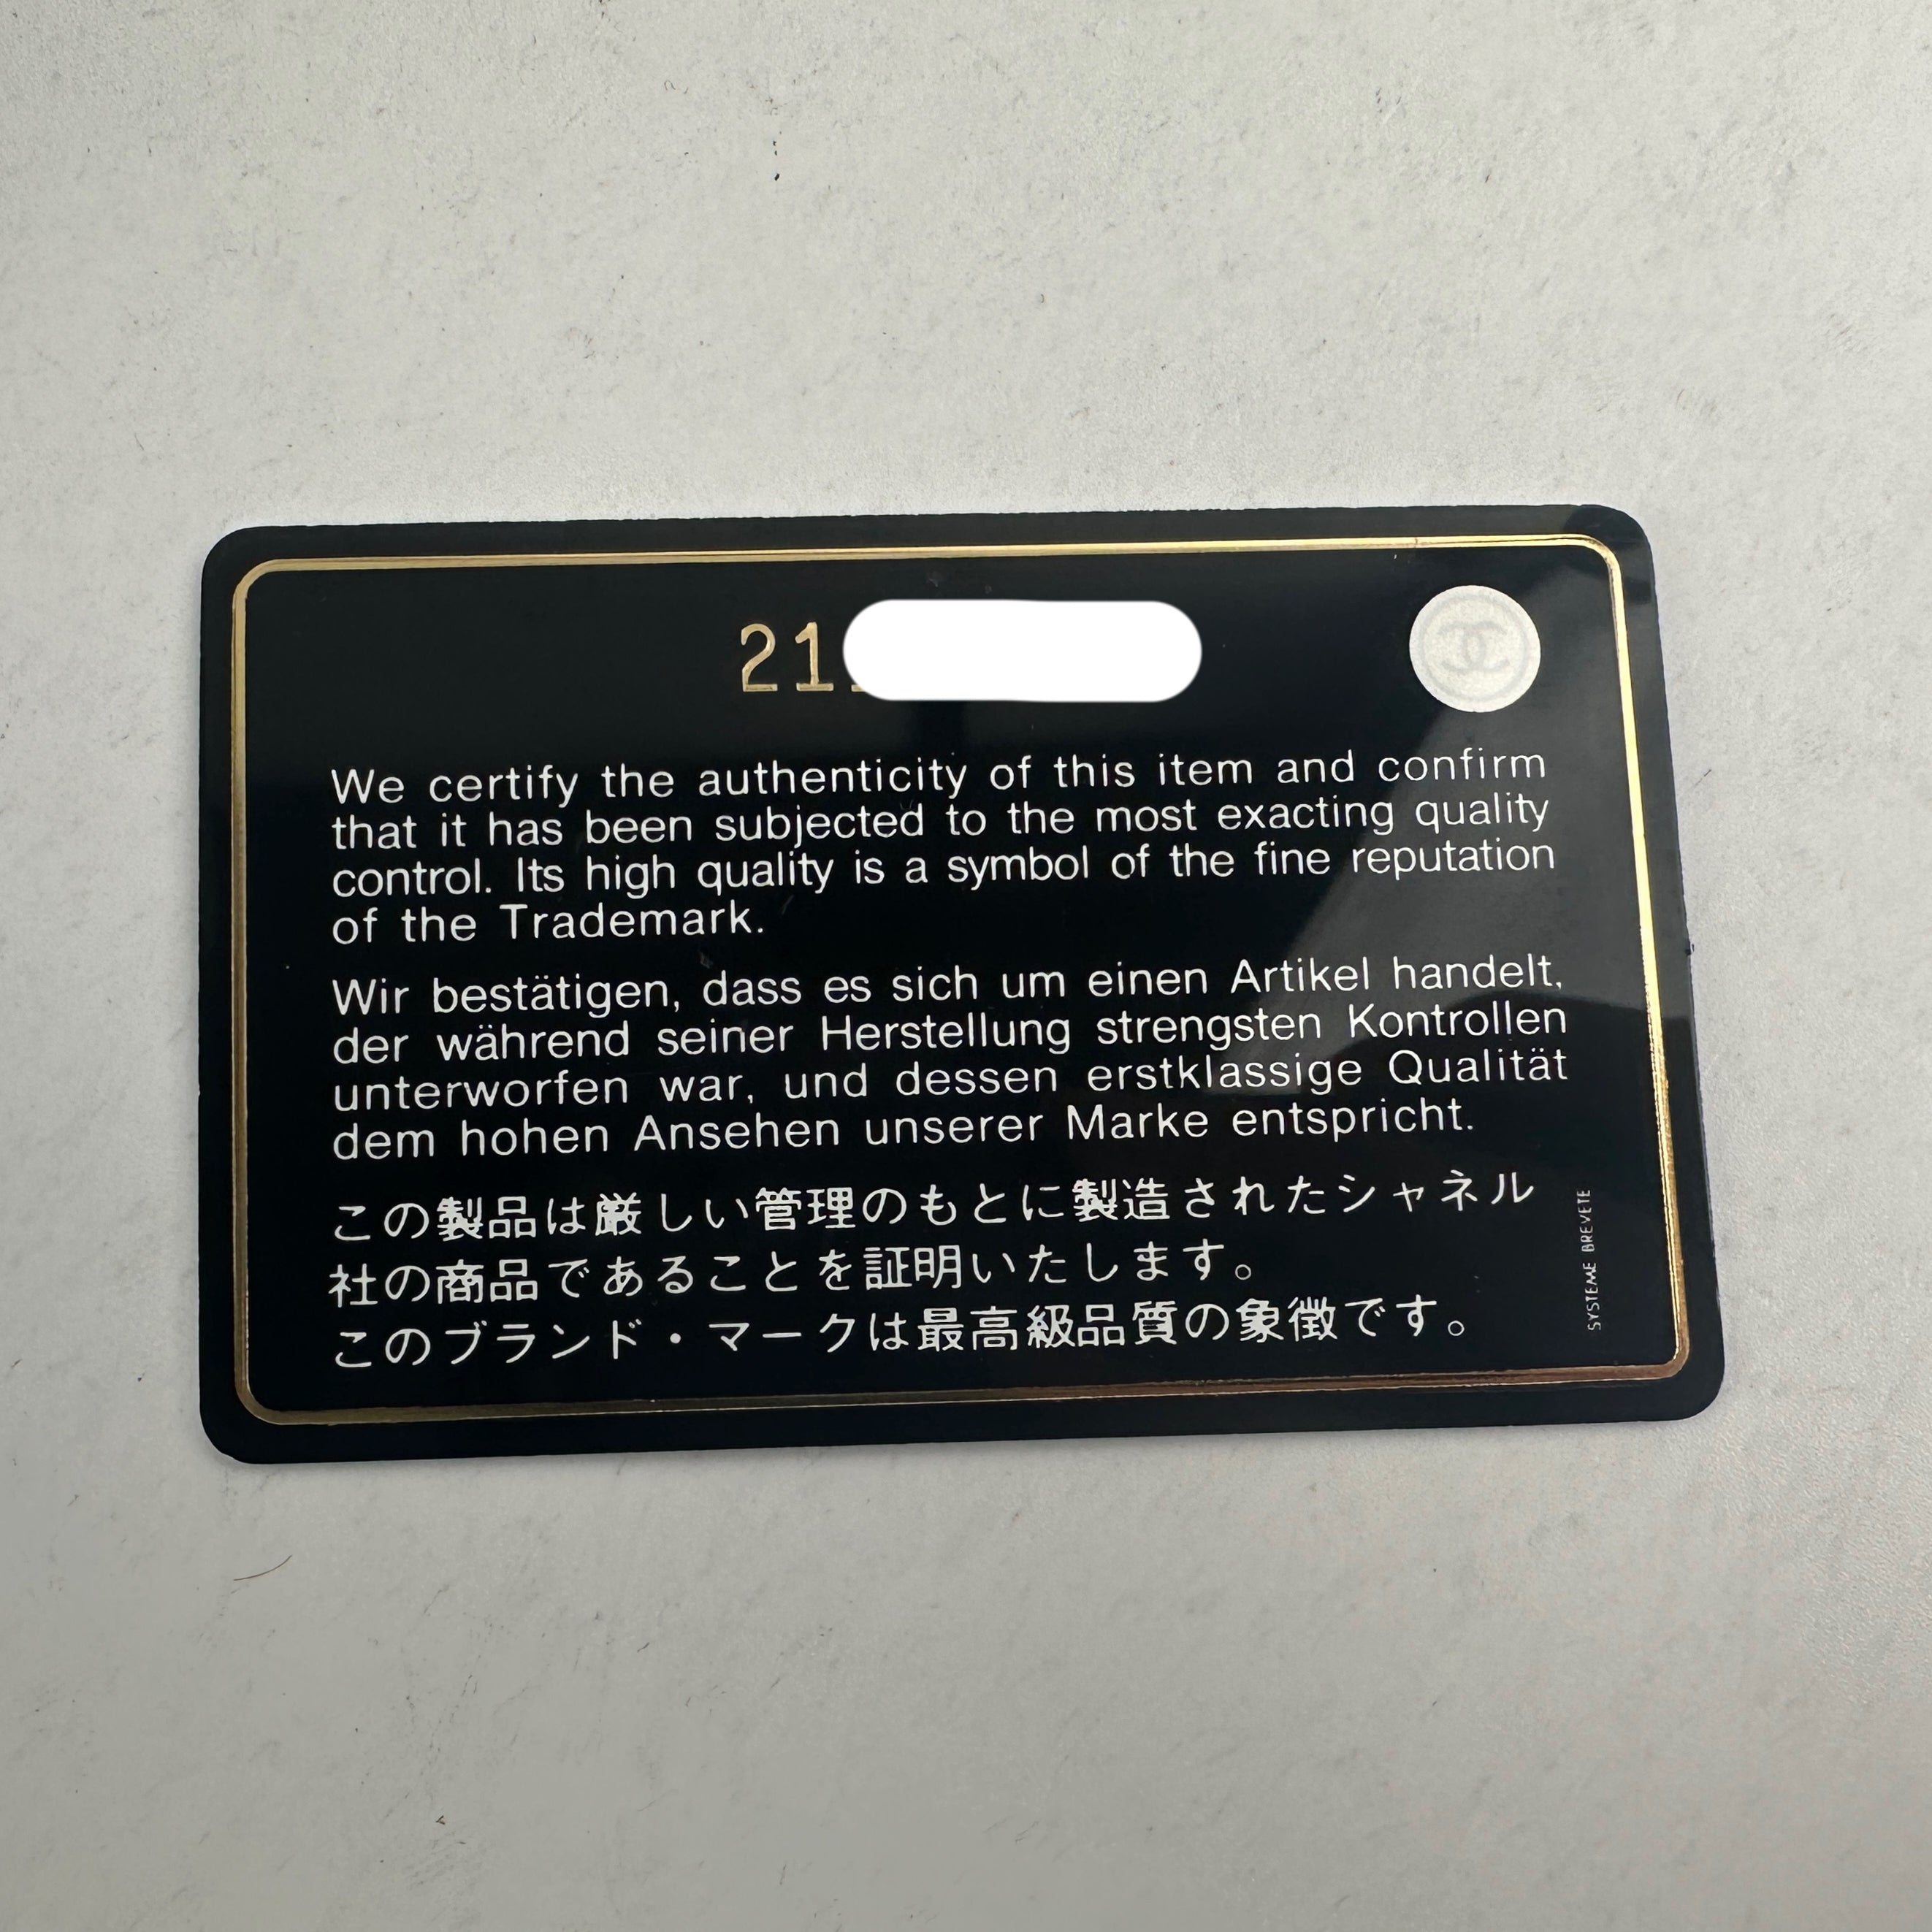 21
We certify the authenticity of this item and confirm
that it has been subjected to the most exacting quality
control. Its high quality is a symbol of the fine reputation
of the Trademark.
Wir bestätigen, dass es sich um einen Artikel handelt,
der während seiner Herstellung strengsten Kontrollen
unterworfen war, und dessen erstklassige Qualität
dem hohen Ansehen unserer Marke entspricht.
この製品は厳しい管理のもとに製造されたシャネル
社の商品であることを証明いたします。
このブランド・マークは最高級品質の象徴です。
SYSTEME BREVETE